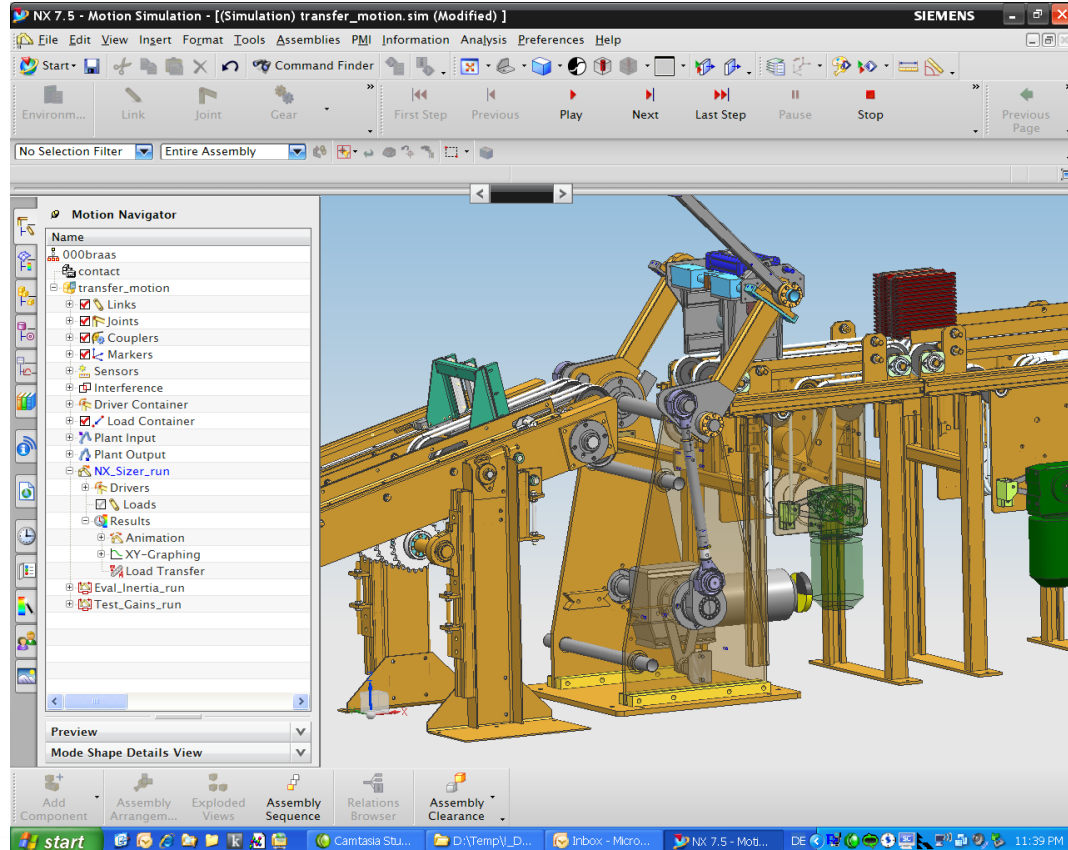 NX 7.5 - Motion Simulation - [(Simulation) transfer_motion.sim (Modified) ]
SIEMENS
File Edit View Insert Format Tools Assemblies PMI Information Analysis Preferences Help
Start Command Finder
Environm... Link Joint Gear First Step Previous Play Next Last Step Pause Stop Previous Page
No Selection Filter Entire Assembly
Motion Navigator
Name
000braas
contact
transfer_motion
Links
Joints
Couplers
Markers
Sensors
Interference
Driver Container
Load Container
Plant Input
Plant Output
NX_Sizer_run
Drivers
Loads
Results
Animation
XY-Graphing
Load Transfer
Eval_Inertia_run
Test_Gains_run
X
Preview
Mode Shape Details View
Add Component Assembly Arrangem... Exploded Views Assembly Sequence Relations Browser Assembly Clearance
start Camtasia Stu... D:\Temp\!_D... Inbox - Micro... NX 7.5 - Moti... DE 11:39 PM